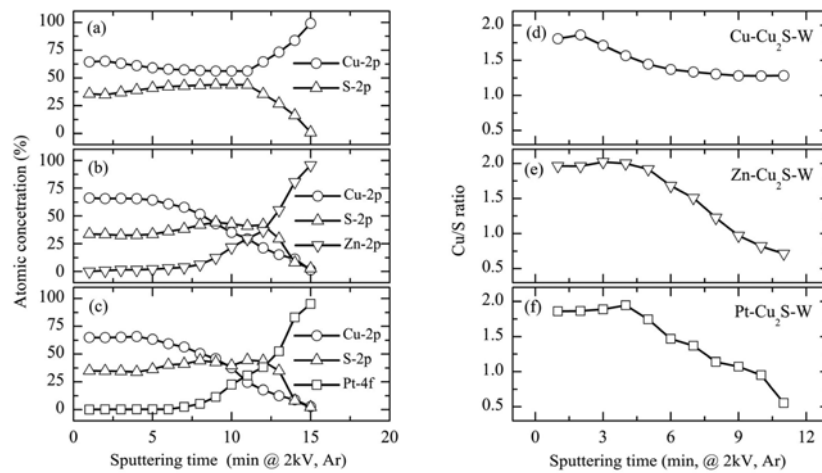 (a)
100
75
50
25
0
Cu-2p
S-2p
(b)
100
75
50
25
0
Cu-2p
S-2p
Zn-2p
(c)
100
75
50
25
0
Cu-2p
S-2p
Pt-4f
Atomic concetration (%)
0 5 10 15 20
Sputtering time (min @ 2kV, Ar)
(d)
Cu-Cu₂S-W
2.0
1.5
1.0
0.5
(e)
Zn-Cu₂S-W
2.0
1.5
1.0
0.5
(f)
Pt-Cu₂S-W
2.0
1.5
1.0
0.5
Cu/S ratio
0 3 6 9 12
Sputtering time (min, @ 2kV, Ar)